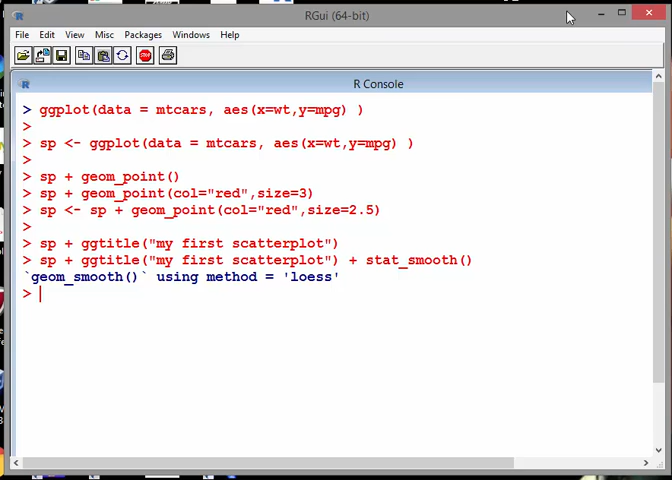 RGui (64-bit)
File Edit View Misc Packages Windows Help
STOP
R Console
> ggplot(data = mtcars, aes(x=wt,y=mpg) )
>
> sp <- ggplot(data = mtcars, aes(x=wt,y=mpg) )
>
> sp + geom_point()
> sp + geom_point(col="red",size=3)
> sp <- sp + geom_point(col="red",size=2.5)
>
> sp + ggtitle("my first scatterplot")
> sp + ggtitle("my first scatterplot") + stat_smooth()
`geom_smooth()` using method = 'loess'
>